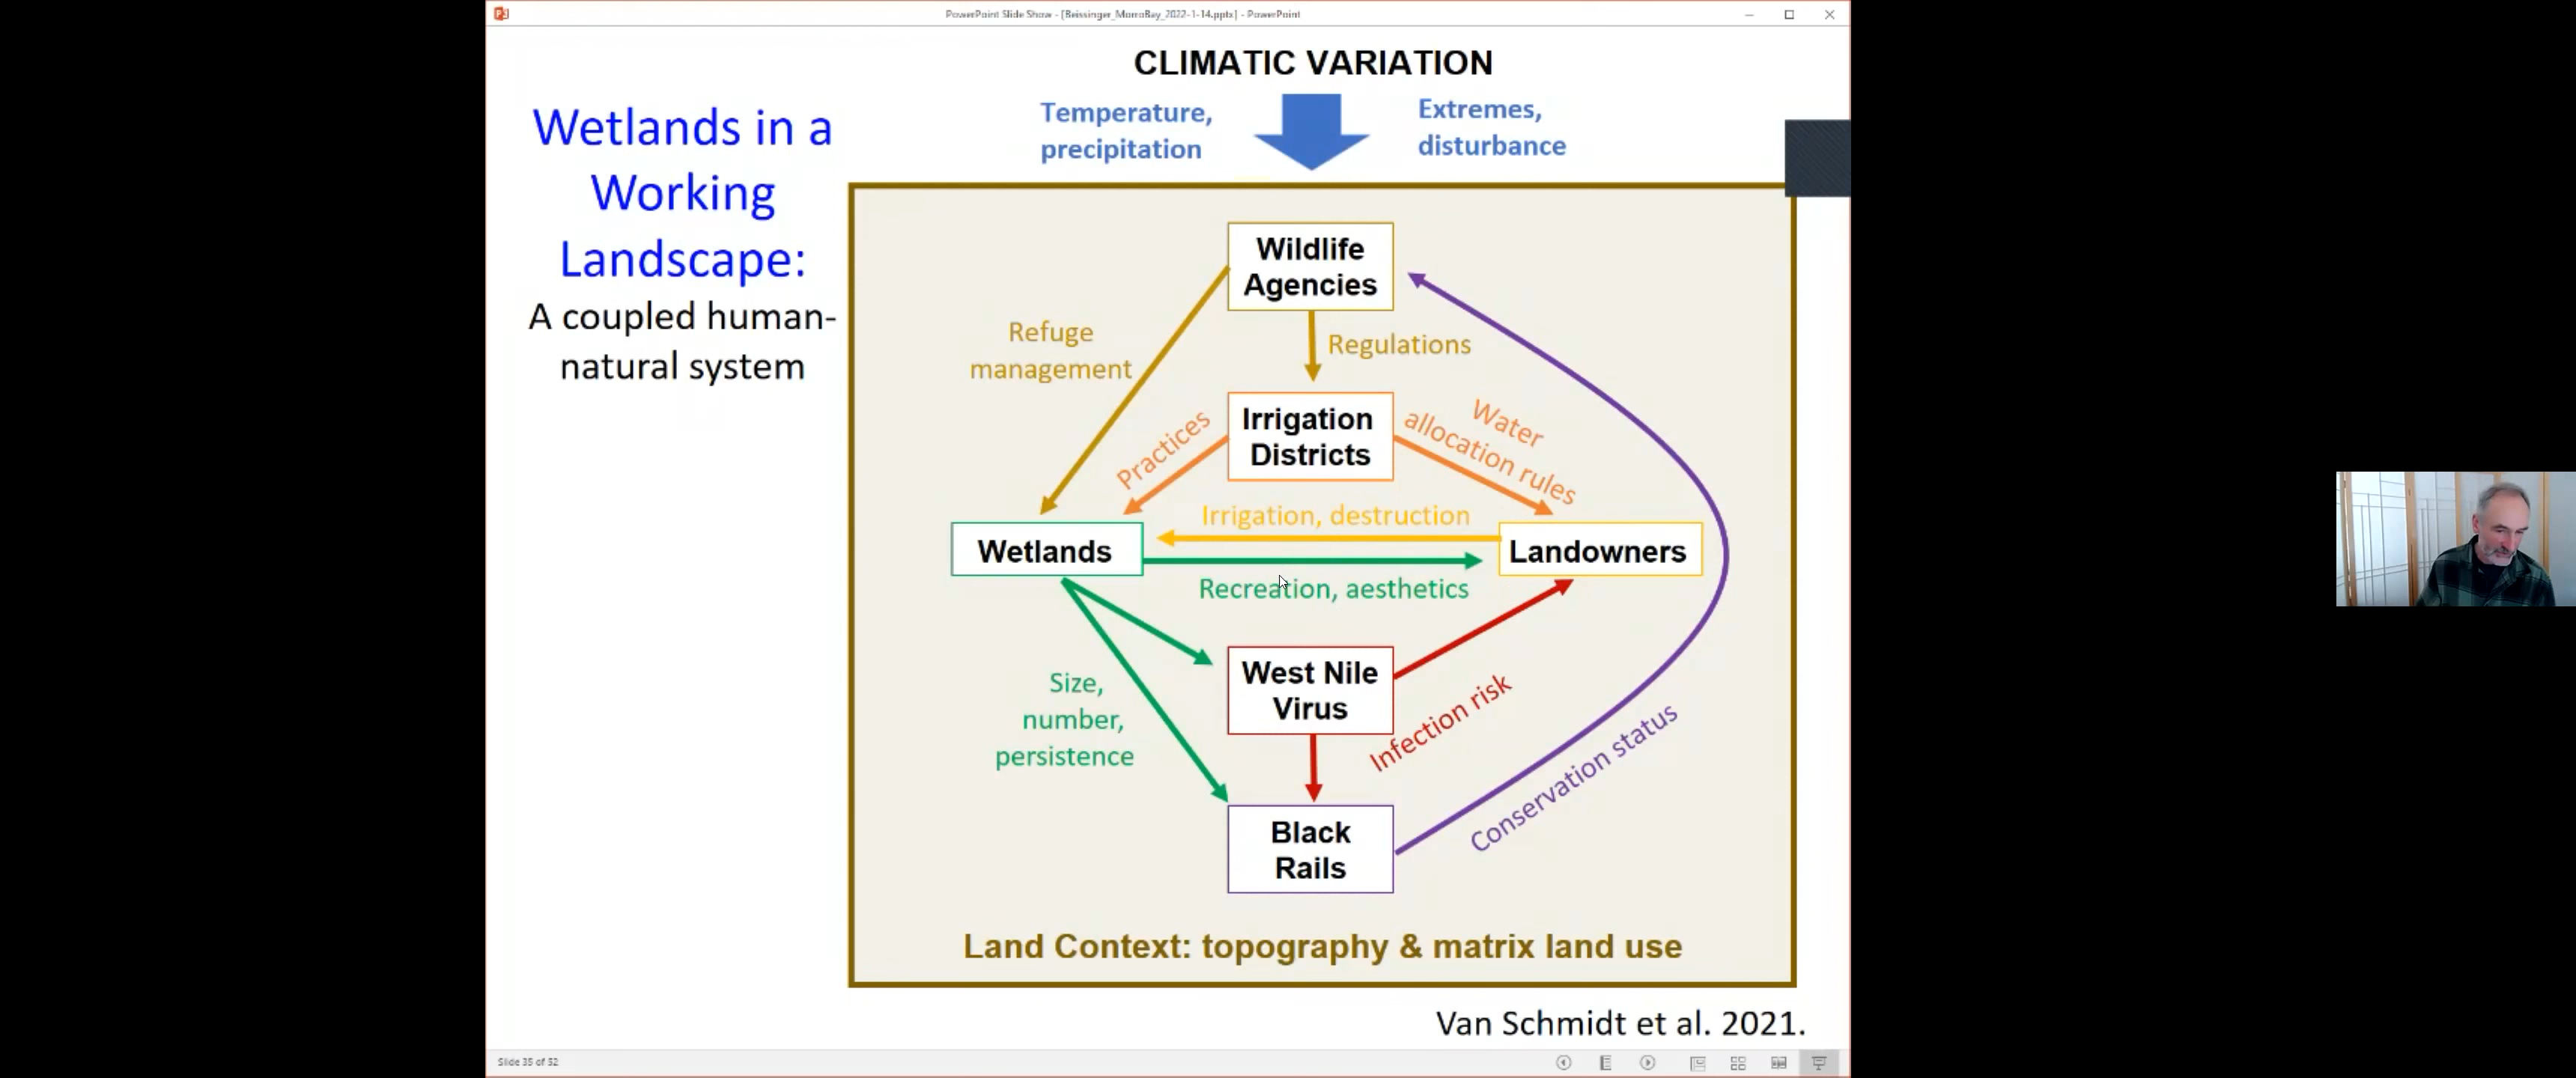 PowerPoint Slide Show - [Beissinger_MorroBay_2022-1-14.pptx] - PowerPoint
CLIMATIC VARIATION
Temperature,
precipitation
Extremes,
disturbance
Wetlands in a
Working
Landscape:
A coupled human-
natural system
Wildlife
Agencies
Refuge
management
Regulations
Irrigation
Districts
Practices
Water
allocation rules
Irrigation, destruction
Wetlands
Landowners
Recreation, aesthetics
West Nile
Virus
Size,
number,
persistence
Infection risk
Conservation status
Black
Rails
Land Context: topography & matrix land use
Van Schmidt et al. 2021.
Slide 35 of 52